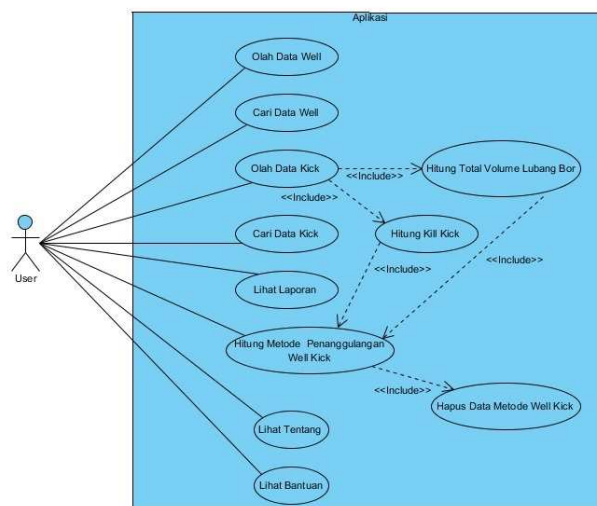 Aplikasi
Olah Data Well
Cari Data Well
Olah Data Kick
<<Include>>
Hitung Total Volume Lubang Bor
<<Include>>
Cari Data Kick
Hitung Kill Kick
User
<<Include>>
<<Include>>
Lihat Laporan
Hitung Metode Penanggulangan
Well Kick
<<Include>>
Hapus Data Metode Well Kick
Lihat Tentang
Lihat Bantuan